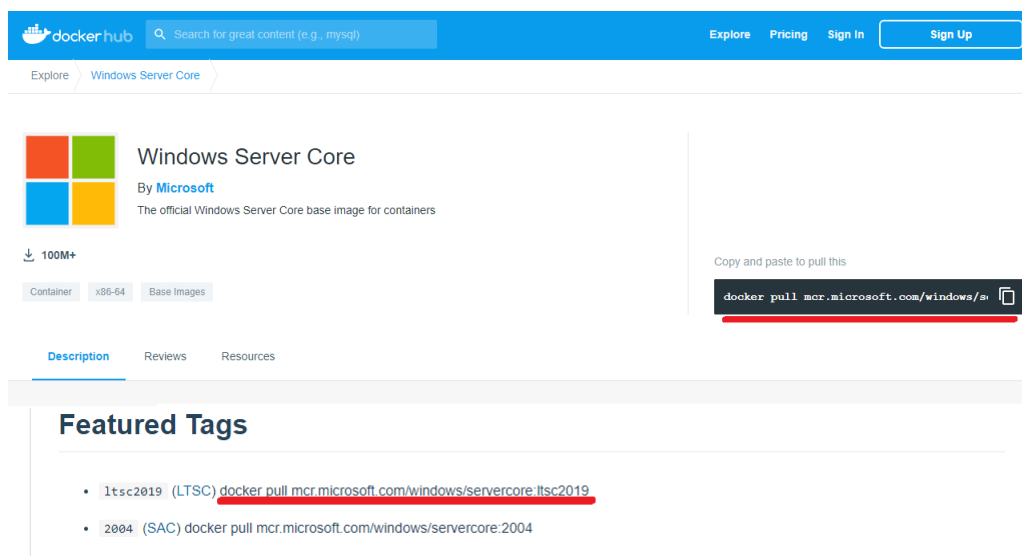 dockerhub Search for great content (e.g., mysql) Explore Pricing Sign In Sign Up
Explore Windows Server Core
Windows Server Core
By Microsoft
The official Windows Server Core base image for containers
100M+
Copy and paste to pull this
Container x86-64 Base Images
docker pull mcr.microsoft.com/windows/se
Description Reviews Resources
Featured Tags
• ltsc2019 (LTSC) docker pull mcr.microsoft.com/windows/servercore:ltsc2019
• 2004 (SAC) docker pull mcr.microsoft.com/windows/servercore:2004